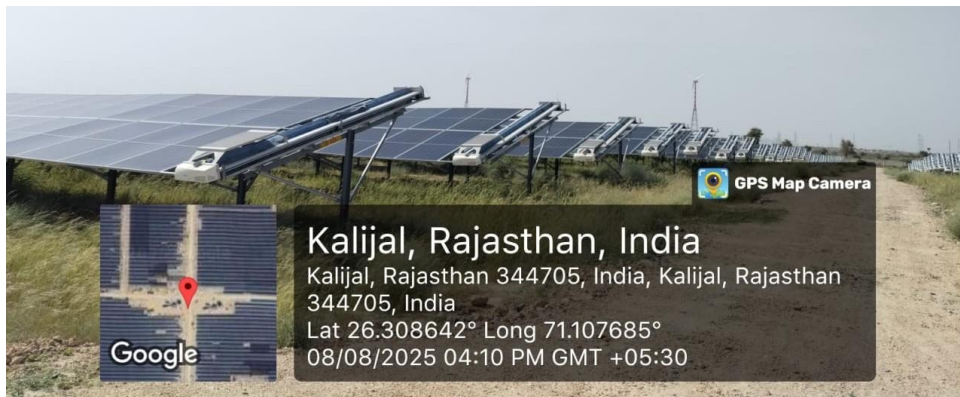 GPS Map Camera
Kalijal, Rajasthan, India
Kalijal, Rajasthan 344705, India, Kalijal, Rajasthan
344705, India
Lat 26.308642° Long 71.107685°
08/08/2025 04:10 PM GMT +05:30
Google